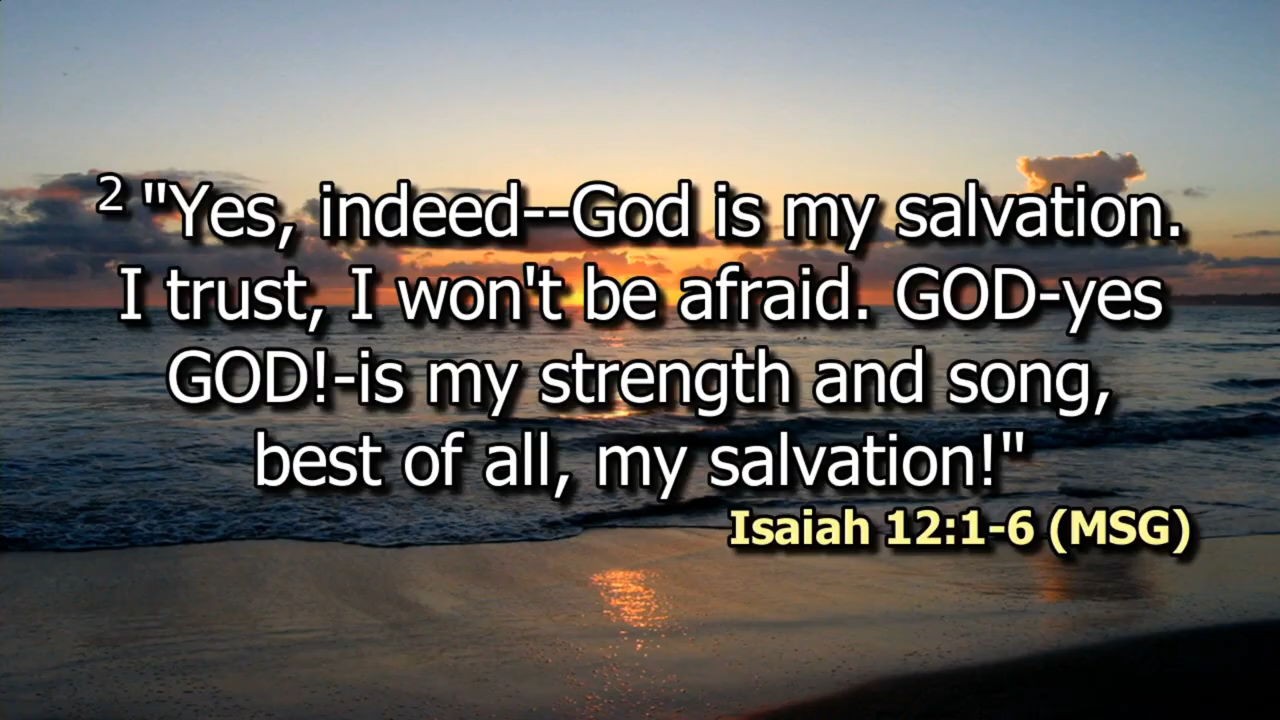 2 "Yes, indeed--God is my salvation.
I trust, I won't be afraid. GOD-yes
GOD!-is my strength and song,
best of all, my salvation!"
Isaiah 12:1-6 (MSG)